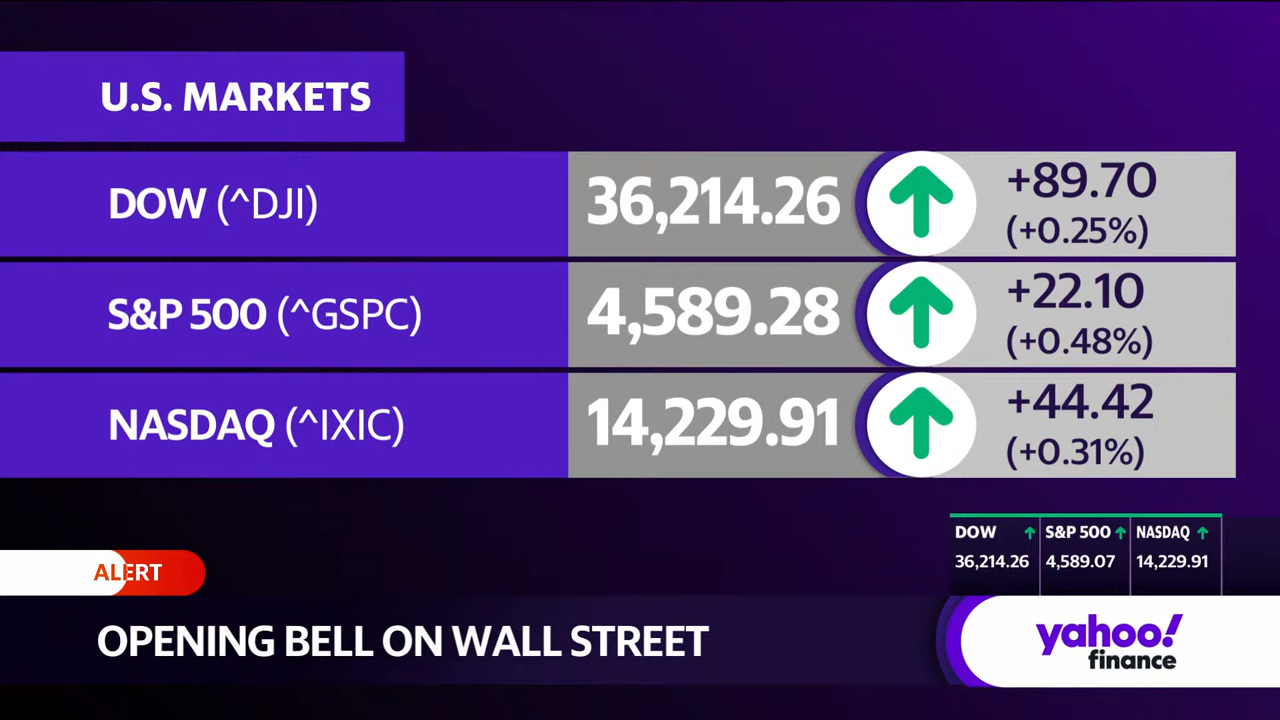 U.S. MARKETS
DOW (^DJI) 36,214.26 +89.70
(+0.25%)
S&P 500 (^GSPC) 4,589.28 +22.10
(+0.48%)
NASDAQ (^IXIC) 14,229.91 +44.42
(+0.31%)
DOW S&P 500 NASDAQ
36,214.26 4,589.07 14,229.91
ALERT
OPENING BELL ON WALL STREET
yahoo!
finance